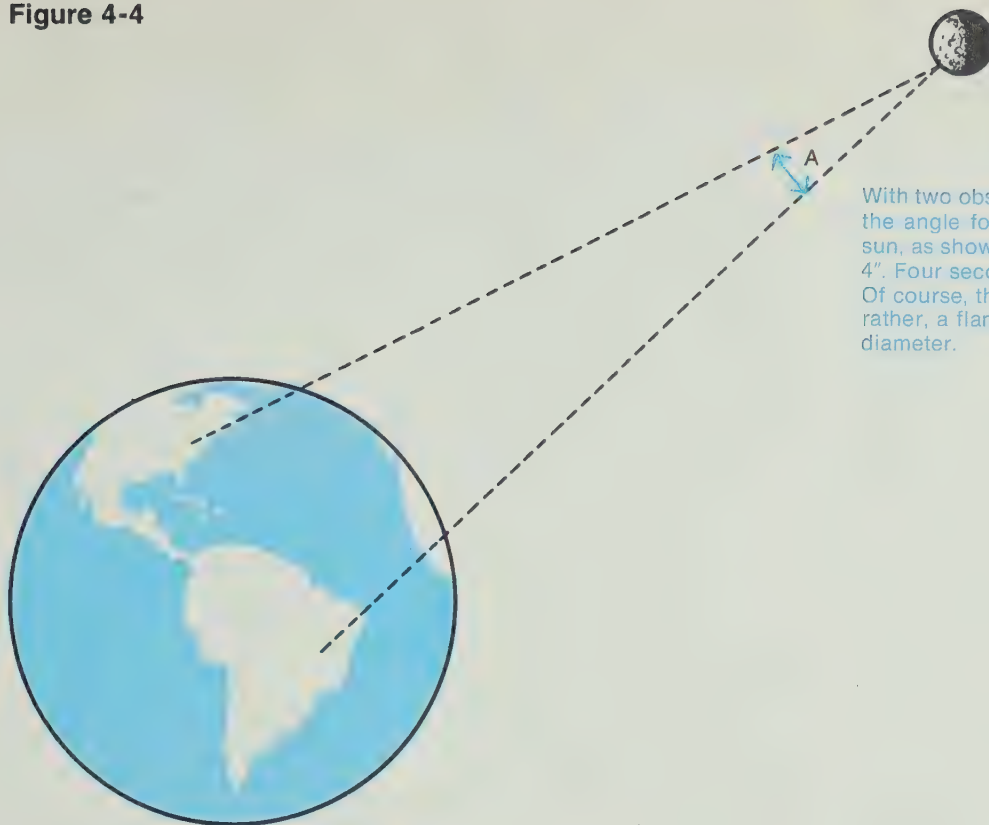 Figure 4-4
A
With two obs
the angle fo
sun, as show
4″. Four seco
Of course, th
rather, a flar
diameter.